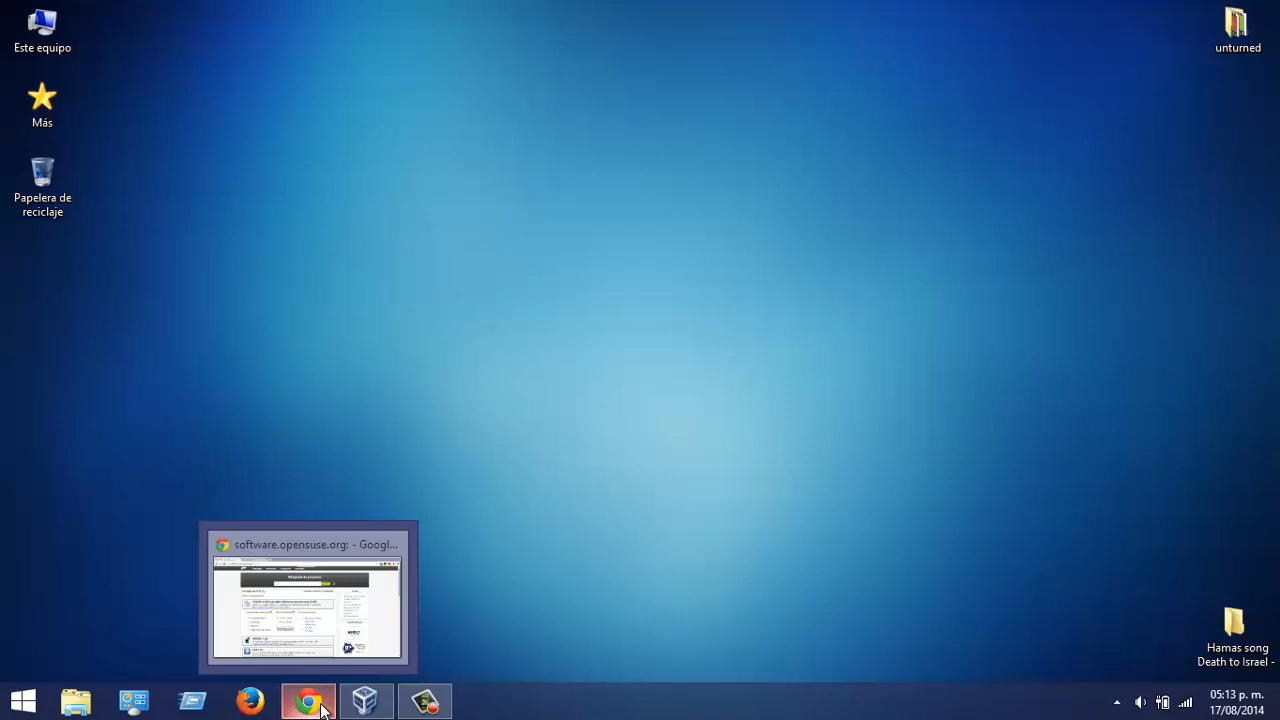 Este equipo
unturned
Más
Papelera de
reciclaje
software.opensuse.org: - Googl...
Hamas song
Death to Israel -
05:13 p. m.
17/08/2014